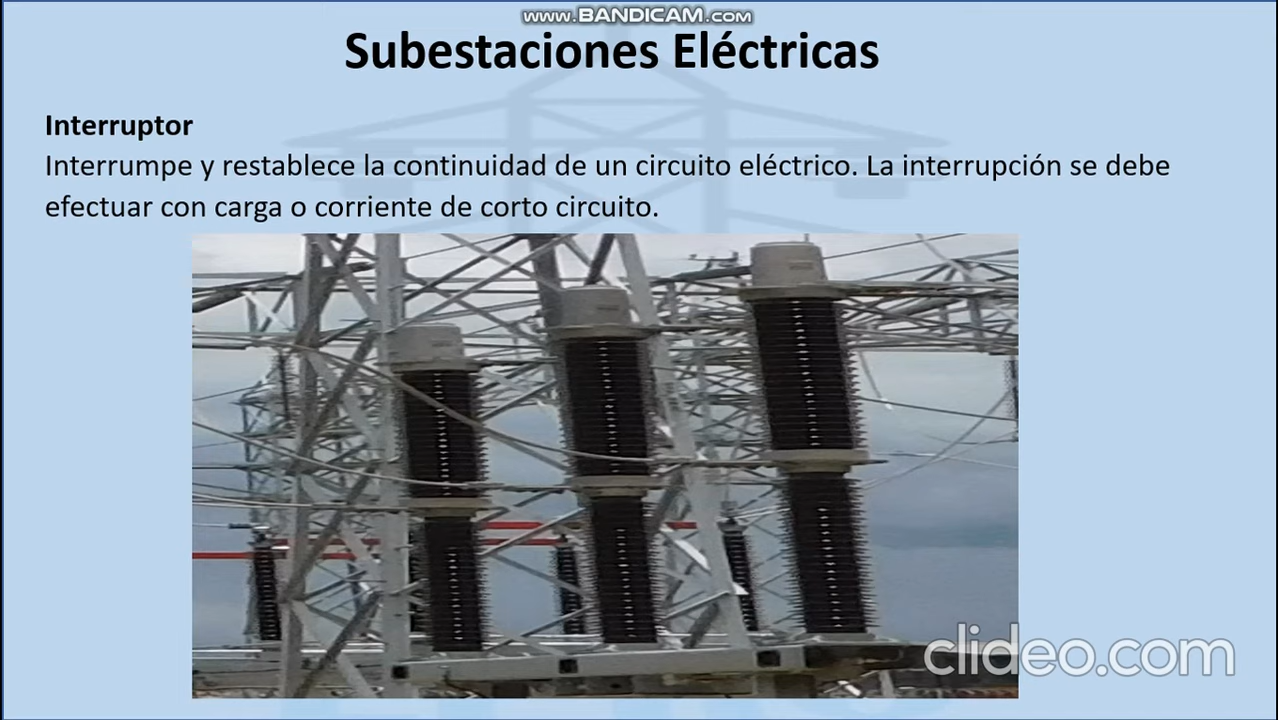 www.BANDICAM.com
Subestaciones Eléctricas
Interruptor
Interrumpe y restablece la continuidad de un circuito eléctrico. La interrupción se debe
efectuar con carga o corriente de corto circuito.
clideo.com